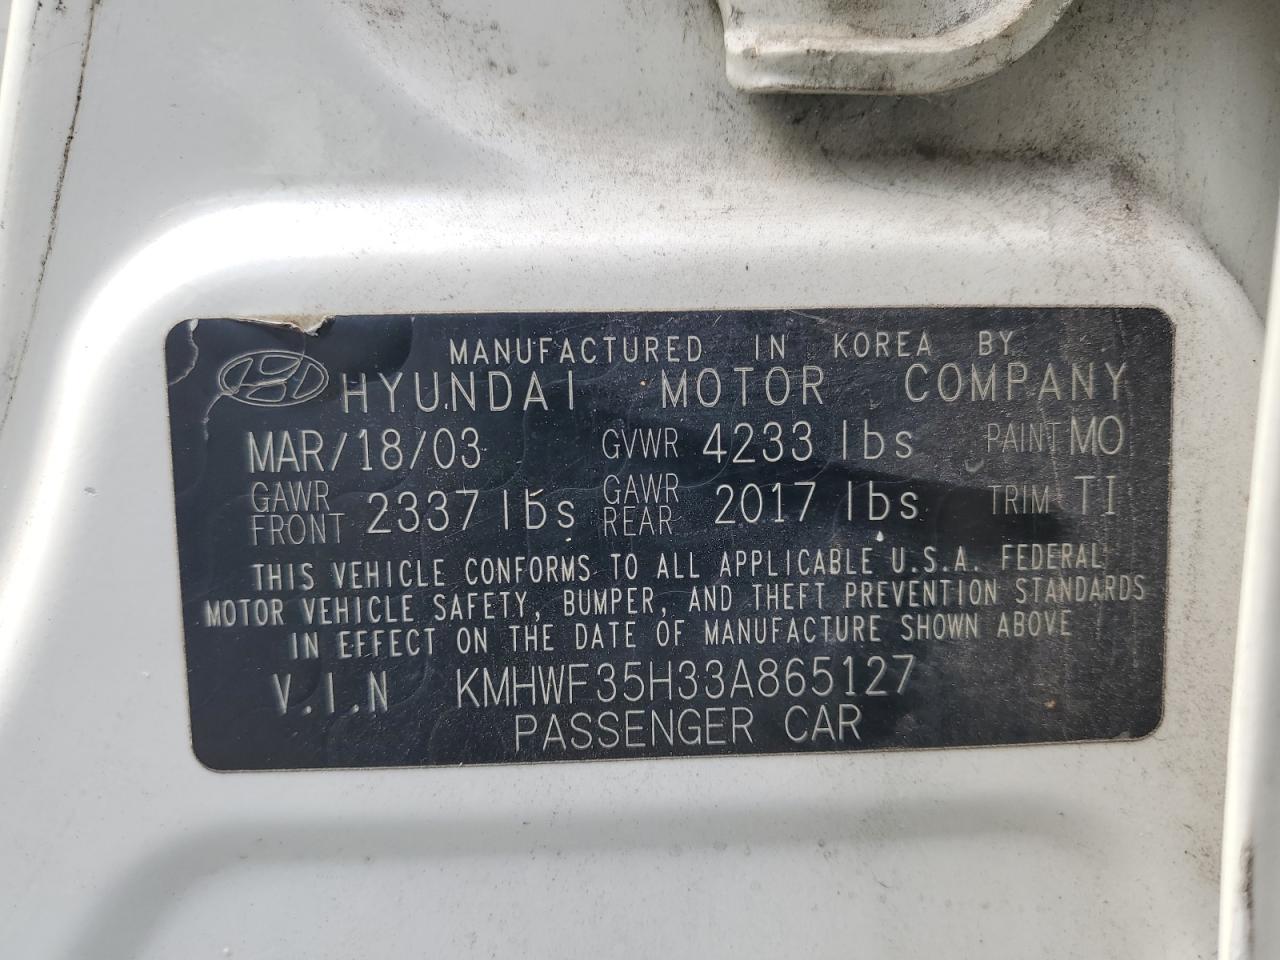 MANUFACTURED IN KOREA BY
HYUNDAI MOTOR COMPANY
MAR/18/03 GVWR 4233 lbs PAINT MO
GAWR FRONT 2337 lbs GAWR REAR 2017 lbs TRIM TI
THIS VEHICLE CONFORMS TO ALL APPLICABLE U.S.A. FEDERAL
MOTOR VEHICLE SAFETY, BUMPER, AND THEFT PREVENTION STANDARDS
IN EFFECT ON THE DATE OF MANUFACTURE SHOWN ABOVE
V.I.N KMHWF35H33A865127
PASSENGER CAR